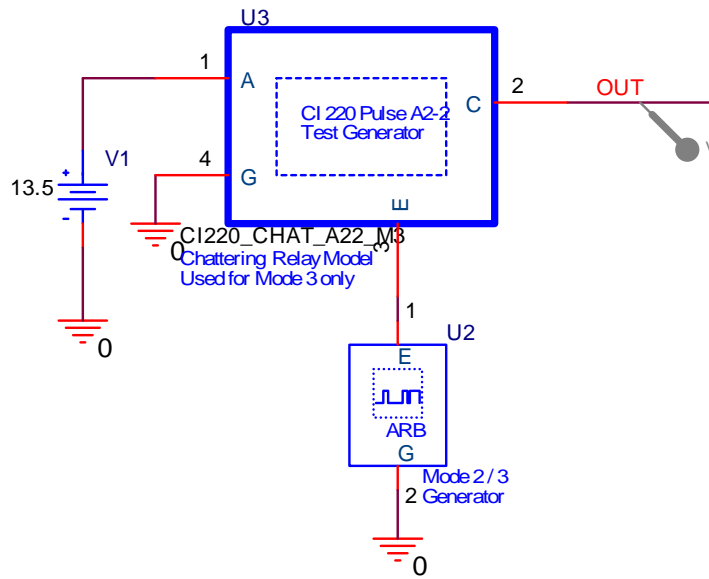 U3
1
A
2
OUT
CI 220 Pulse A2-2
Test Generator
C
V1
+
13.5
-
4
G
E
V
0
CI220_CHAT_A22_M3
3
Chattering Relay Model
Used for Mode 3 only
0
1
U2
E
ARB
G
Mode 2 / 3
Generator
2
0